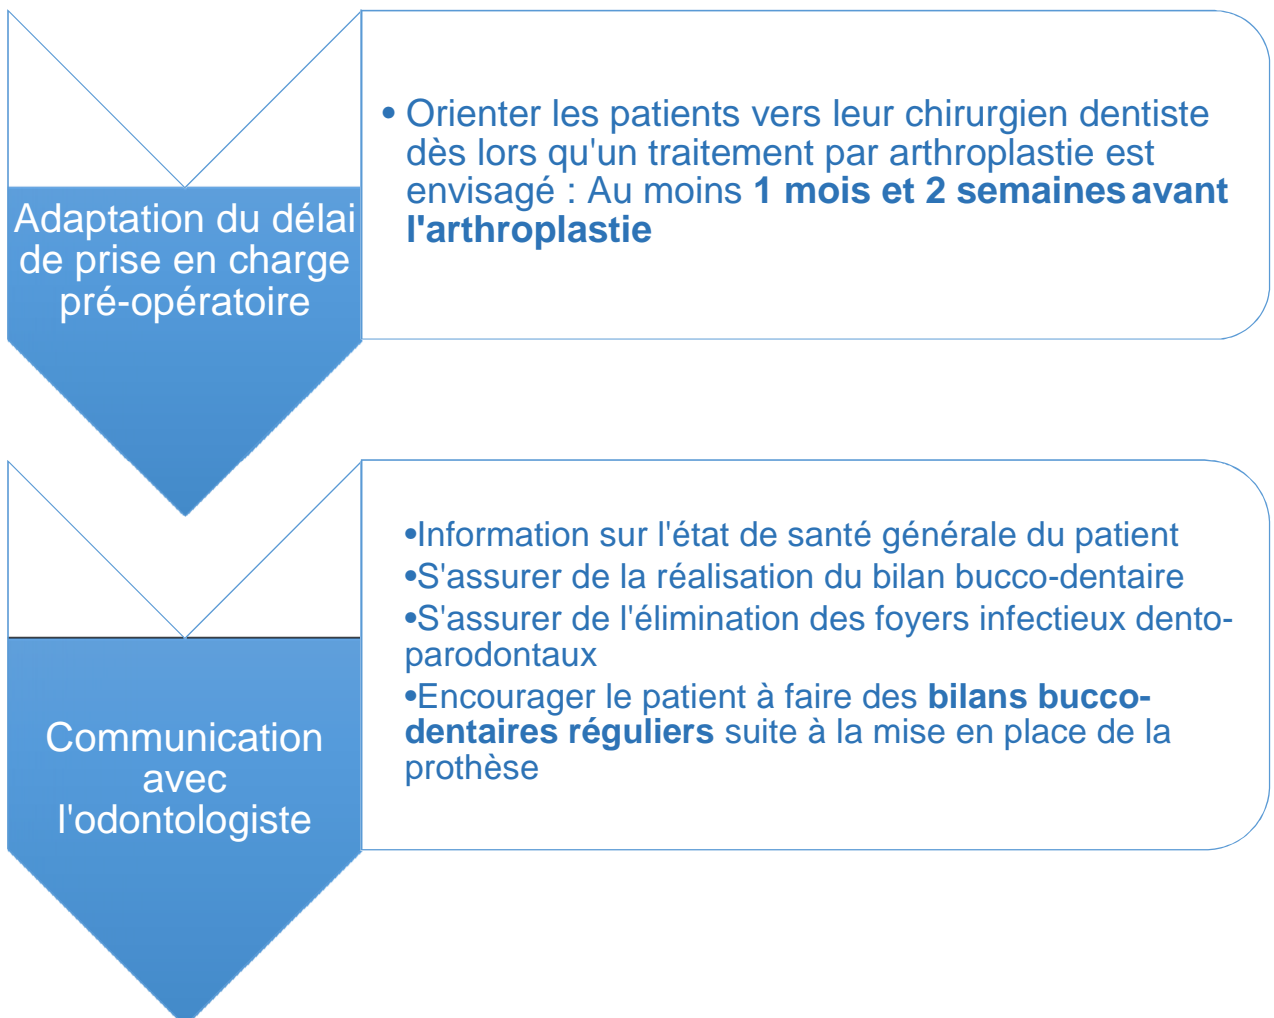 Adaptation du délai
de prise en charge
pré-opératoire
• Orienter les patients vers leur chirurgien dentiste
dès lors qu'un traitement par arthroplastie est
envisagé : Au moins 1 mois et 2 semaines avant
l'arthroplastie
Communication
avec
l'odontologiste
•Information sur l'état de santé générale du patient
•S'assurer de la réalisation du bilan bucco-dentaire
•S'assurer de l'élimination des foyers infectieux dento-
parodontaux
•Encourager le patient à faire des bilans bucco-
dentaires réguliers suite à la mise en place de la
prothèse